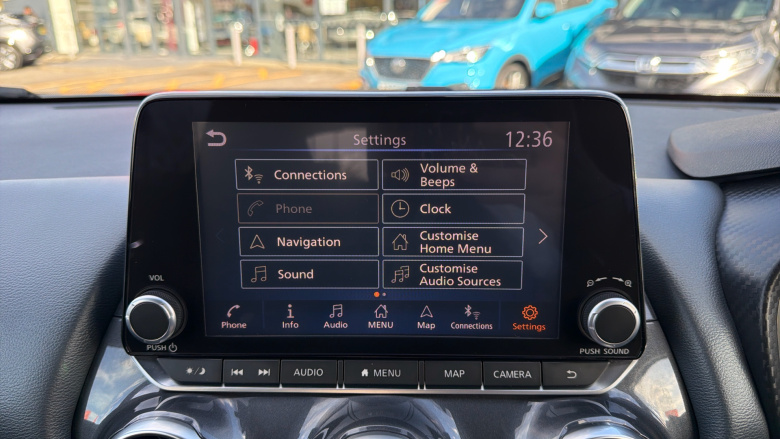 Settings 12:36
Connections
Volume &
Beeps
Phone
Clock
Navigation
Customise
Home Menu
Sound
Customise
Audio Sources
Phone Info Audio MENU Map Connections Settings
VOL
PUSH
PUSH SOUND
AUDIO MENU MAP CAMERA